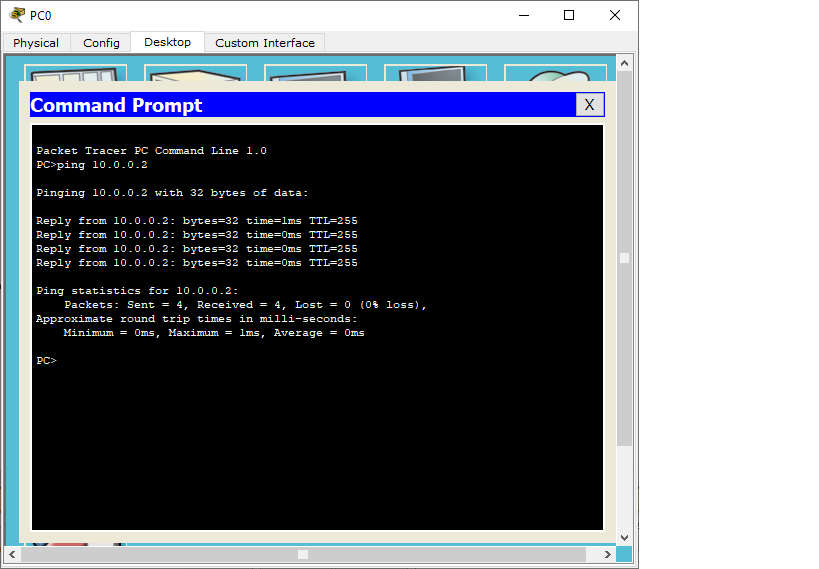 PC0
Physical Config Desktop Custom Interface
Command Prompt X
Packet Tracer PC Command Line 1.0
PC>ping 10.0.0.2
Pinging 10.0.0.2 with 32 bytes of data:
Reply from 10.0.0.2: bytes=32 time=1ms TTL=255
Reply from 10.0.0.2: bytes=32 time=0ms TTL=255
Reply from 10.0.0.2: bytes=32 time=0ms TTL=255
Reply from 10.0.0.2: bytes=32 time=0ms TTL=255
Ping statistics for 10.0.0.2:
Packets: Sent = 4, Received = 4, Lost = 0 (0% loss),
Approximate round trip times in milli-seconds:
Minimum = 0ms, Maximum = 1ms, Average = 0ms
PC>